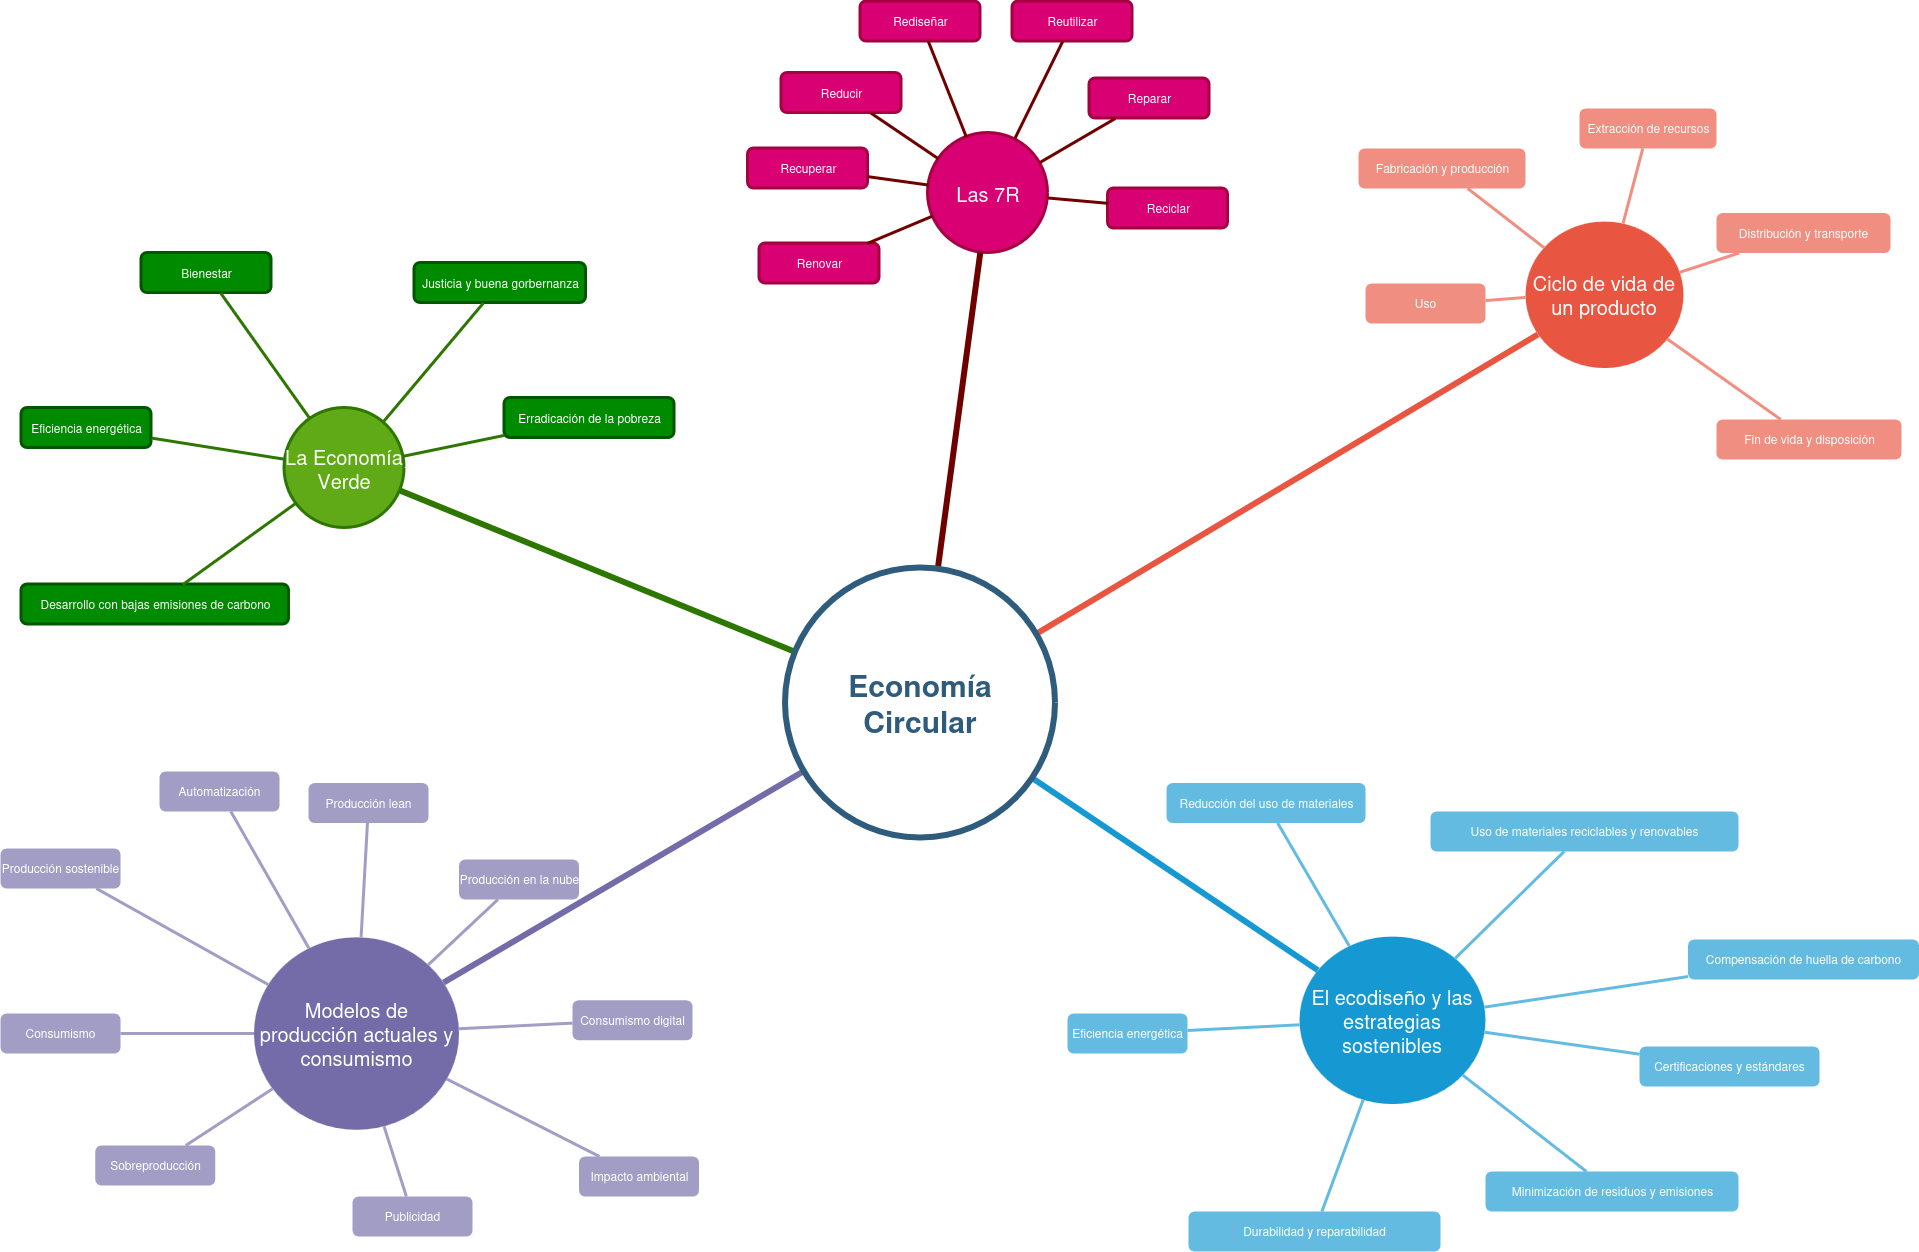 Rediseñar
Reutilizar
Reducir
Reparar
Recuperar
Las 7R
Reciclar
Renovar
Extracción de recursos
Fabricación y producción
Distribución y transporte
Ciclo de vida de
un producto
Uso
Fin de vida y disposición
Bienestar
Justicia y buena gorbernanza
Eficiencia energética
Erradicación de la pobreza
La Economía
Verde
Desarrollo con bajas emisiones de carbono
Economía
Circular
Automatización
Producción lean
Producción sostenible
Producción en la nube
Modelos de
producción actuales y
consumismo
Consumismo
Consumismo digital
Sobreproducción
Impacto ambiental
Publicidad
Reducción del uso de materiales
Uso de materiales reciclables y renovables
Compensación de huella de carbono
El ecodiseño y las
estrategias
sostenibles
Eficiencia energética
Certificaciones y estándares
Minimización de residuos y emisiones
Durabilidad y reparabilidad